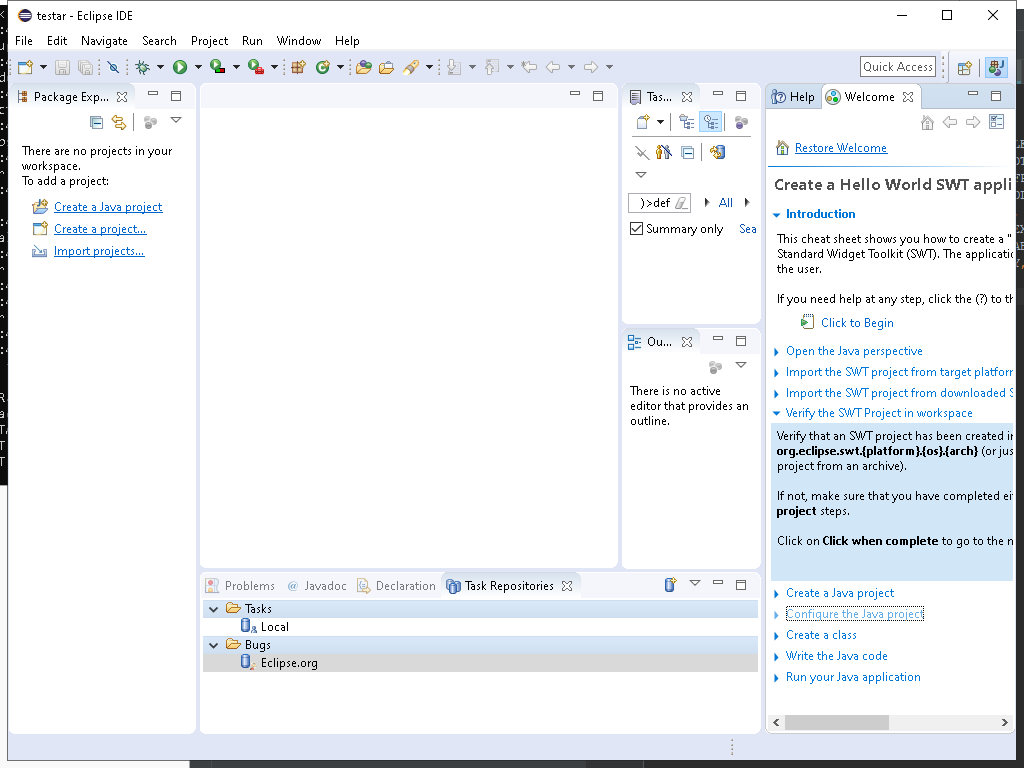 testar - Eclipse IDE
File Edit Navigate Search Project Run Window Help
Quick Access
Package Exp...
There are no projects in your
workspace.
To add a project:
Create a Java project
Create a project...
Import projects...
Tas...
)>def
All
Summary only
Sea
Ou...
There is no active
editor that provides an
outline.
Help
Welcome
Restore Welcome
Create a Hello World SWT appli
Introduction
This cheat sheet shows you how to create a "
Standard Widget Toolkit (SWT). The applicatio
the user.
If you need help at any step, click the (?) to th
Click to Begin
Open the Java perspective
Import the SWT project from target platform
Import the SWT project from downloaded S
Verify the SWT Project in workspace
Verify that an SWT project has been created in
org.eclipse.swt.{platform}.{os}.{arch} (or jus
project from an archive).
If not, make sure that you have completed ei
project steps.
Click on Click when complete to go to the n
Create a Java project
Configure the Java project
Create a class
Write the Java code
Run your Java application
Problems @ Javadoc Declaration Task Repositories
Tasks
Local
Bugs
Eclipse.org